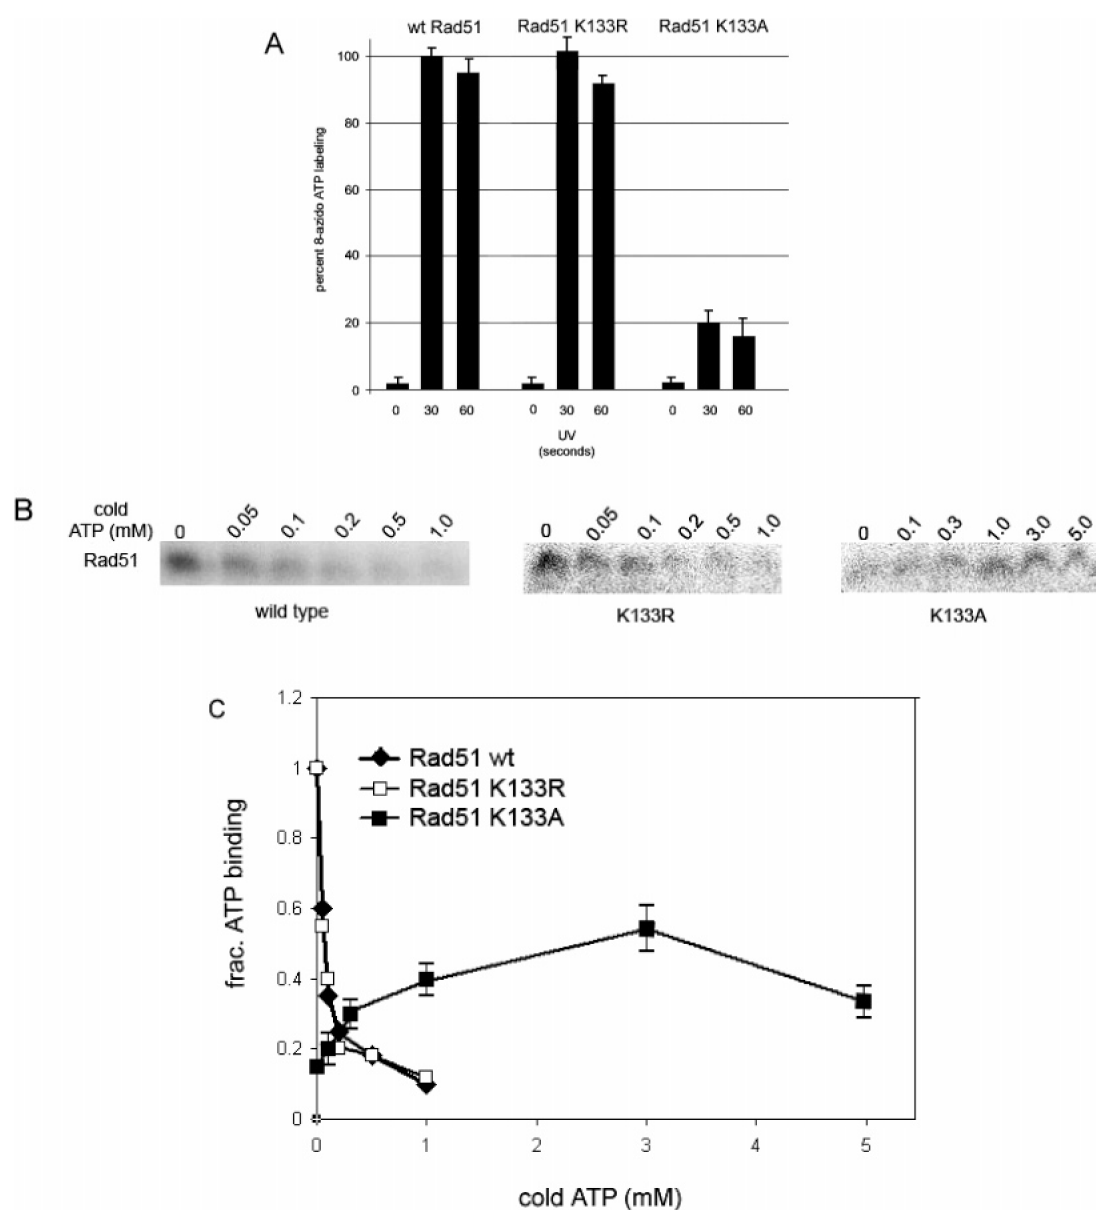 A
wt Rad51 Rad51 K133R Rad51 K133A
percent 8-azido ATP labeling
100
80
60
40
20
0
0 30 60 0 30 60 0 30 60
UV
(seconds)
B
cold
ATP (mM) 0 0.05 0.1 0.2 0.5 1.0 0 0.05 0.1 0.2 0.5 1.0 0 0.1 0.3 1.0 3.0 5.0
Rad51
wild type K133R K133A
C
frac. ATP binding
1.2
1
0.8
0.6
0.4
0.2
0
Rad51 wt
Rad51 K133R
Rad51 K133A
0 1 2 3 4 5
cold ATP (mM)